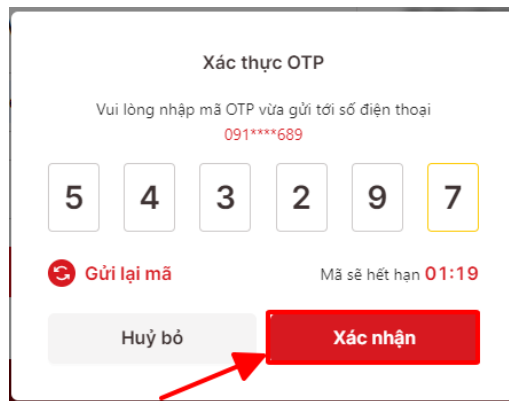 Xác thực OTP
Vui lòng nhập mã OTP vừa gửi tới số điện thoại
091****689
5 4 3 2 9 7
Gửi lại mã Mã sẽ hết hạn 01:19
Huỷ bỏ Xác nhận